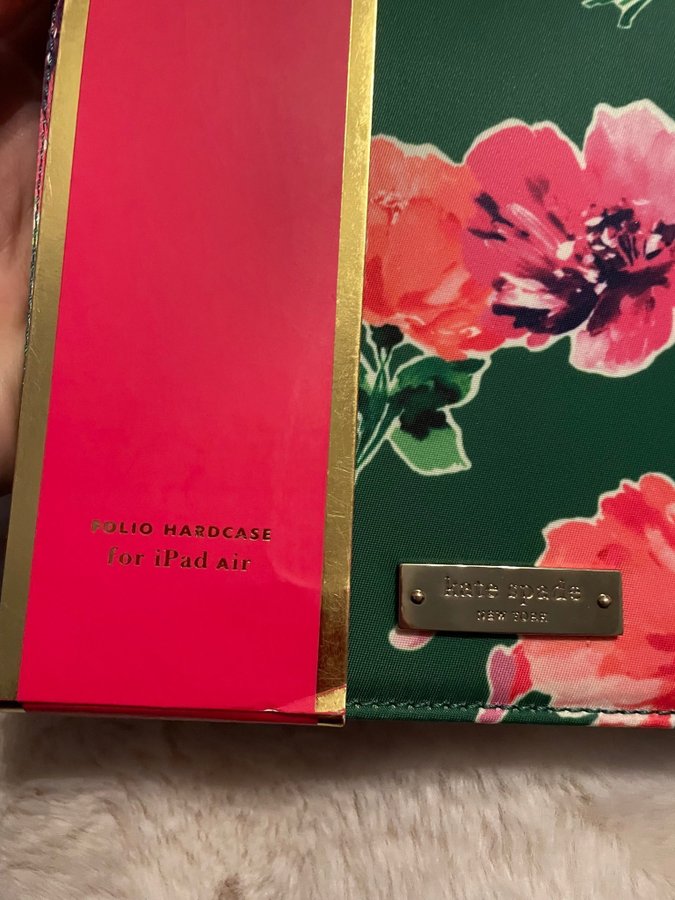 FOLIO HARDCASE
for iPad Air
kate spade
NEW YORK